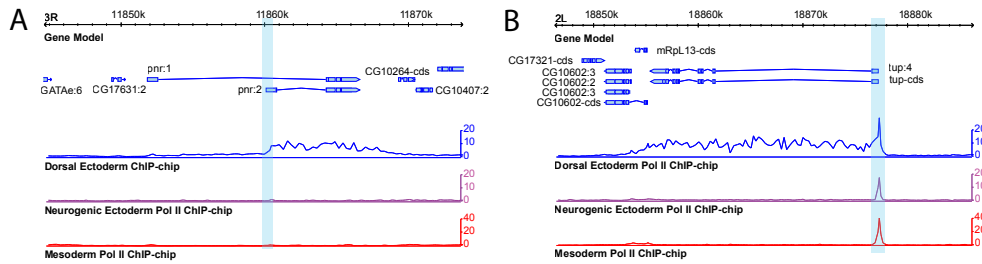 A
3R
11850k
11860k
11870k
Gene Model
pnr:1
CG10264-cds
GATAe:6
CG17631:2
pnr:2
CG10407:2
20
10
0
Dorsal Ectoderm ChIP-chip
20
10
0
Neurogenic Ectoderm Pol II ChIP-chip
40
20
0
Mesoderm Pol II ChIP-chip
B
2L
18850k
18860k
18870k
18880k
Gene Model
mRpL13-cds
CG17321-cds
CG10602:3
tup:4
CG10602:2
tup-cds
CG10602:3
CG10602-cds
20
10
0
Dorsal Ectoderm Pol II ChIP-chip
20
10
0
Neurogenic Ectoderm Pol II ChIP-chip
40
20
0
Mesoderm Pol II ChIP-chip